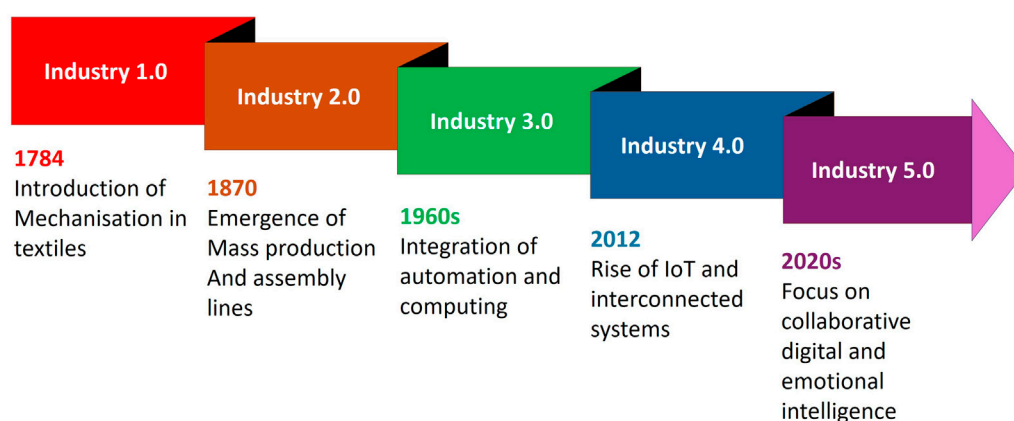 Industry 1.0
1784
Introduction of
Mechanisation in
textiles
Industry 2.0
1870
Emergence of
Mass production
And assembly
lines
Industry 3.0
1960s
Integration of
automation and
computing
Industry 4.0
2012
Rise of IoT and
interconnected
systems
Industry 5.0
2020s
Focus on
collaborative
digital and
emotional
intelligence